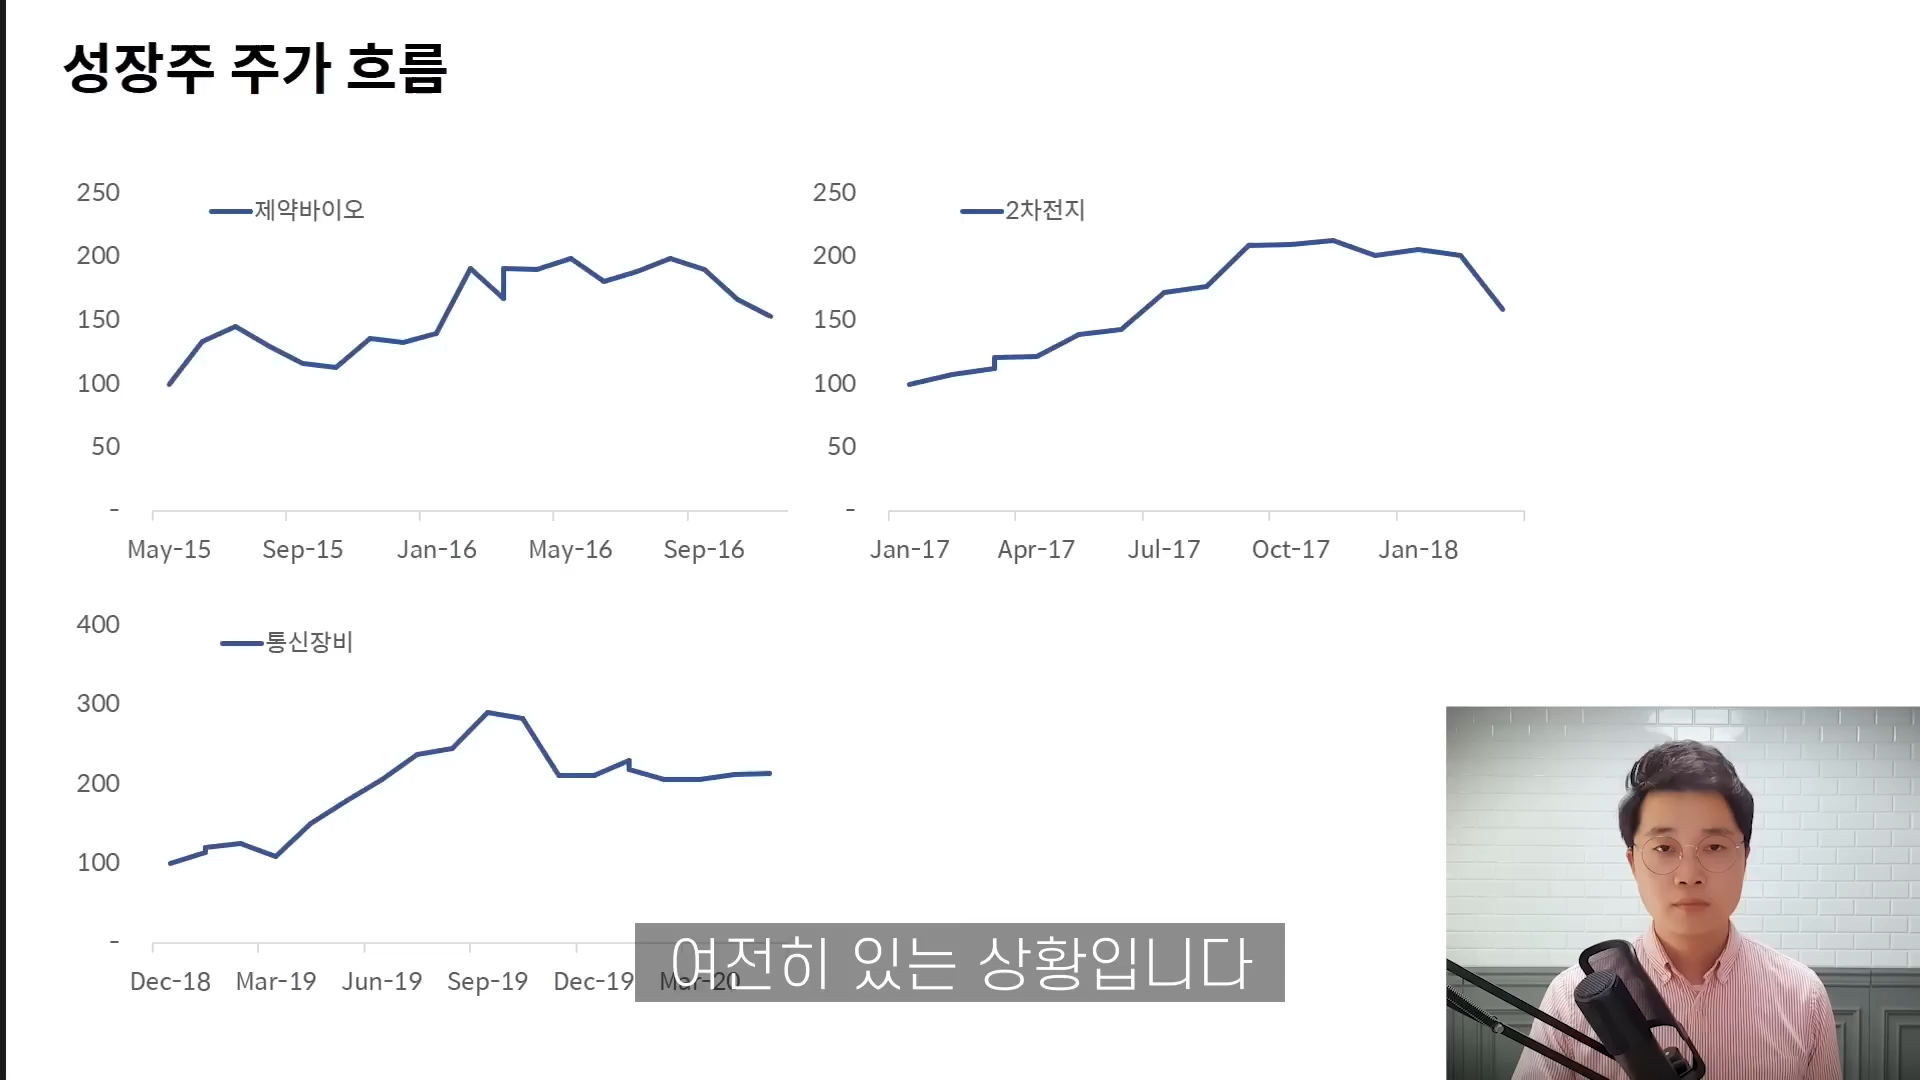 성장주 주가 흐름
250
200
150
100
50
-
제약바이오
May-15 Sep-15 Jan-16 May-16 Sep-16
250
200
150
100
50
-
2차전지
Jan-17 Apr-17 Jul-17 Oct-17 Jan-18
400
300
200
100
-
통신장비
Dec-18 Mar-19 Jun-19 Sep-19 Dec-19 Mar-20
여전히 있는 상황입니다